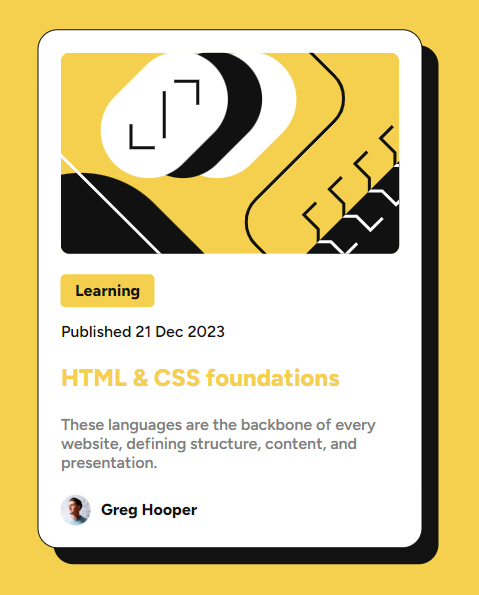 Learning
Published 21 Dec 2023
HTML & CSS foundations
These languages are the backbone of every
website, defining structure, content, and
presentation.
Greg Hooper